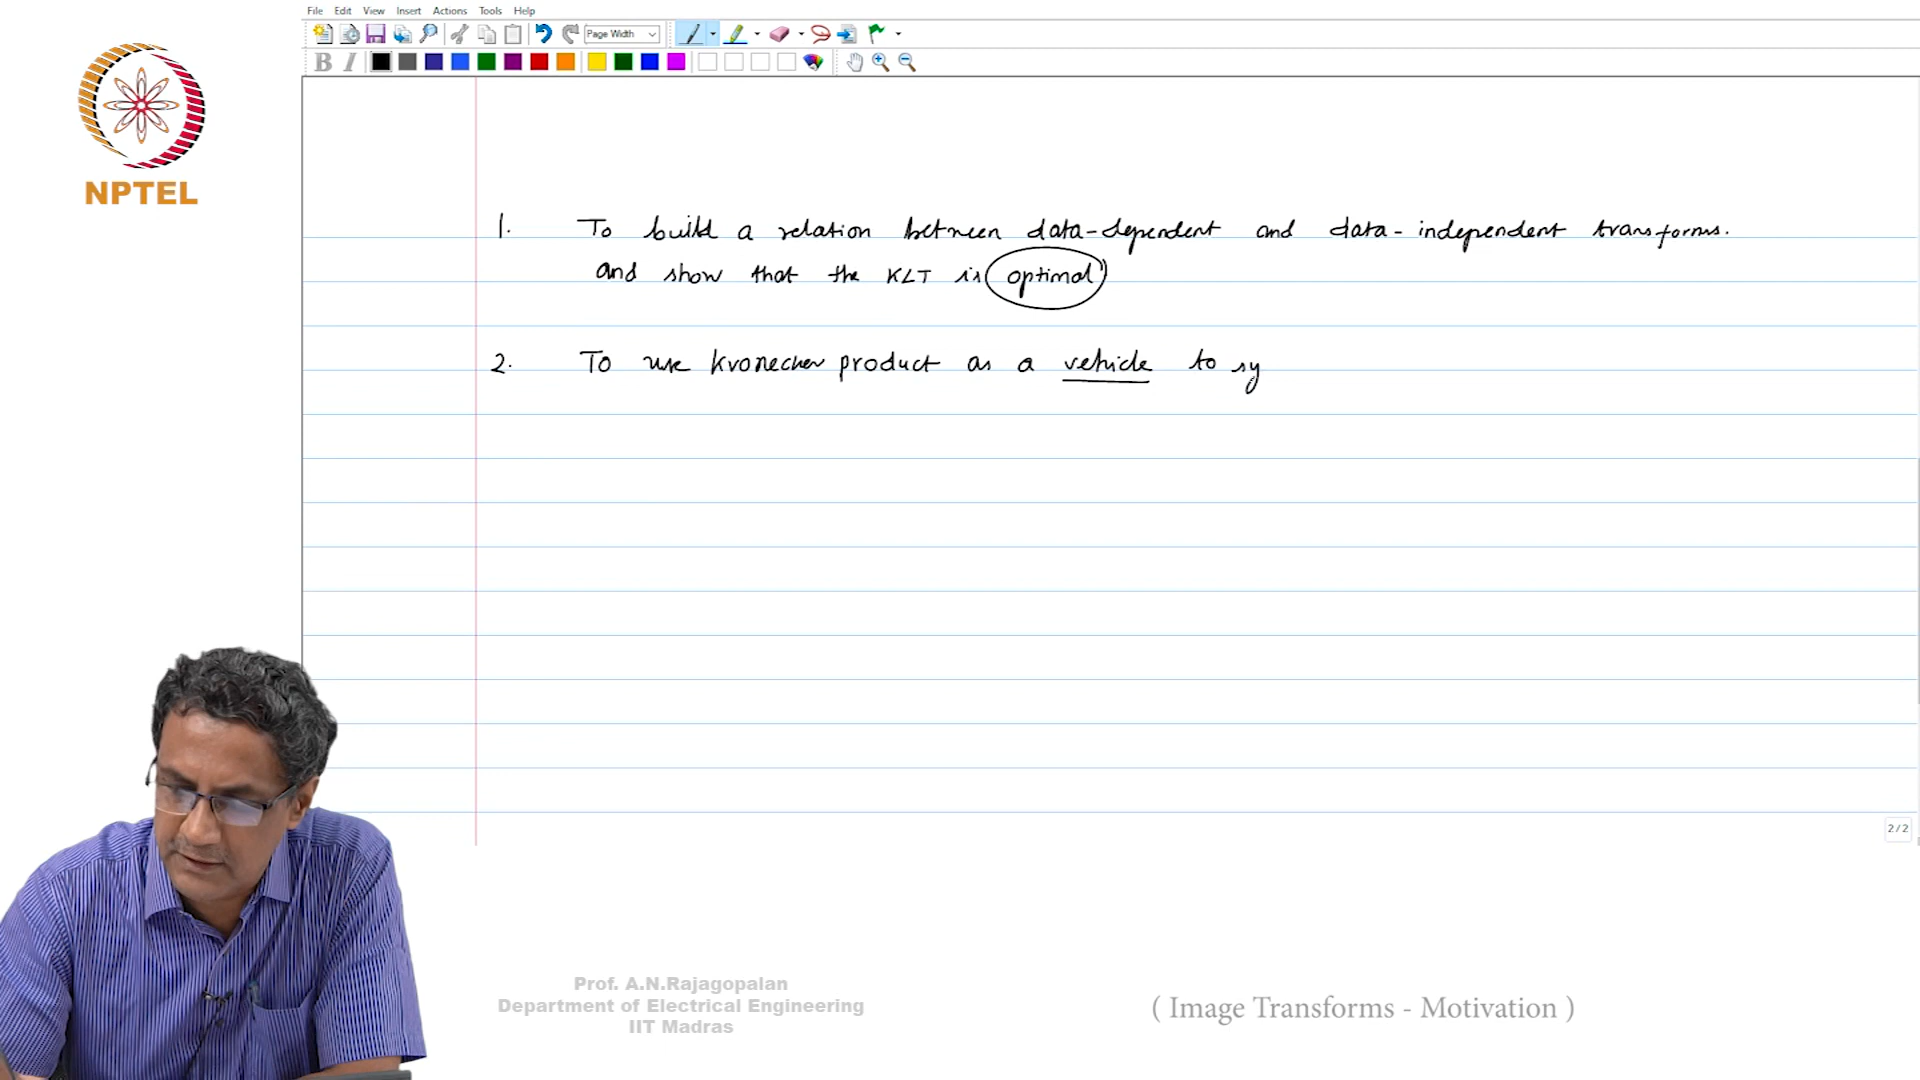 File Edit View Insert Actions Tools Help
Page Width
B I
NPTEL
1. To build a relation between data-dependent and data-independent transforms.
and show that the KLT is optimal
2. To use Kronecker product as a vehicle to sy
2/2
Prof. A.N.Rajagopalan
Department of Electrical Engineering
IIT Madras
( Image Transforms - Motivation )